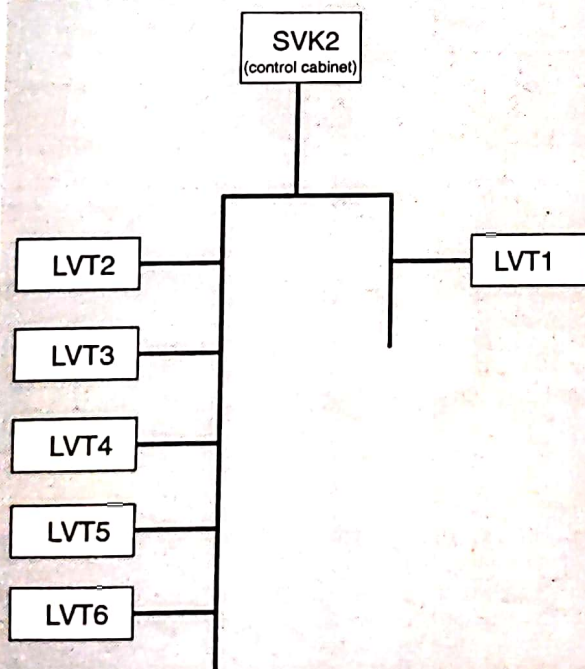 SVK2
(control cabinet)
LVT2
LVT1
LVT3
LVT4
LVT5
LVT6